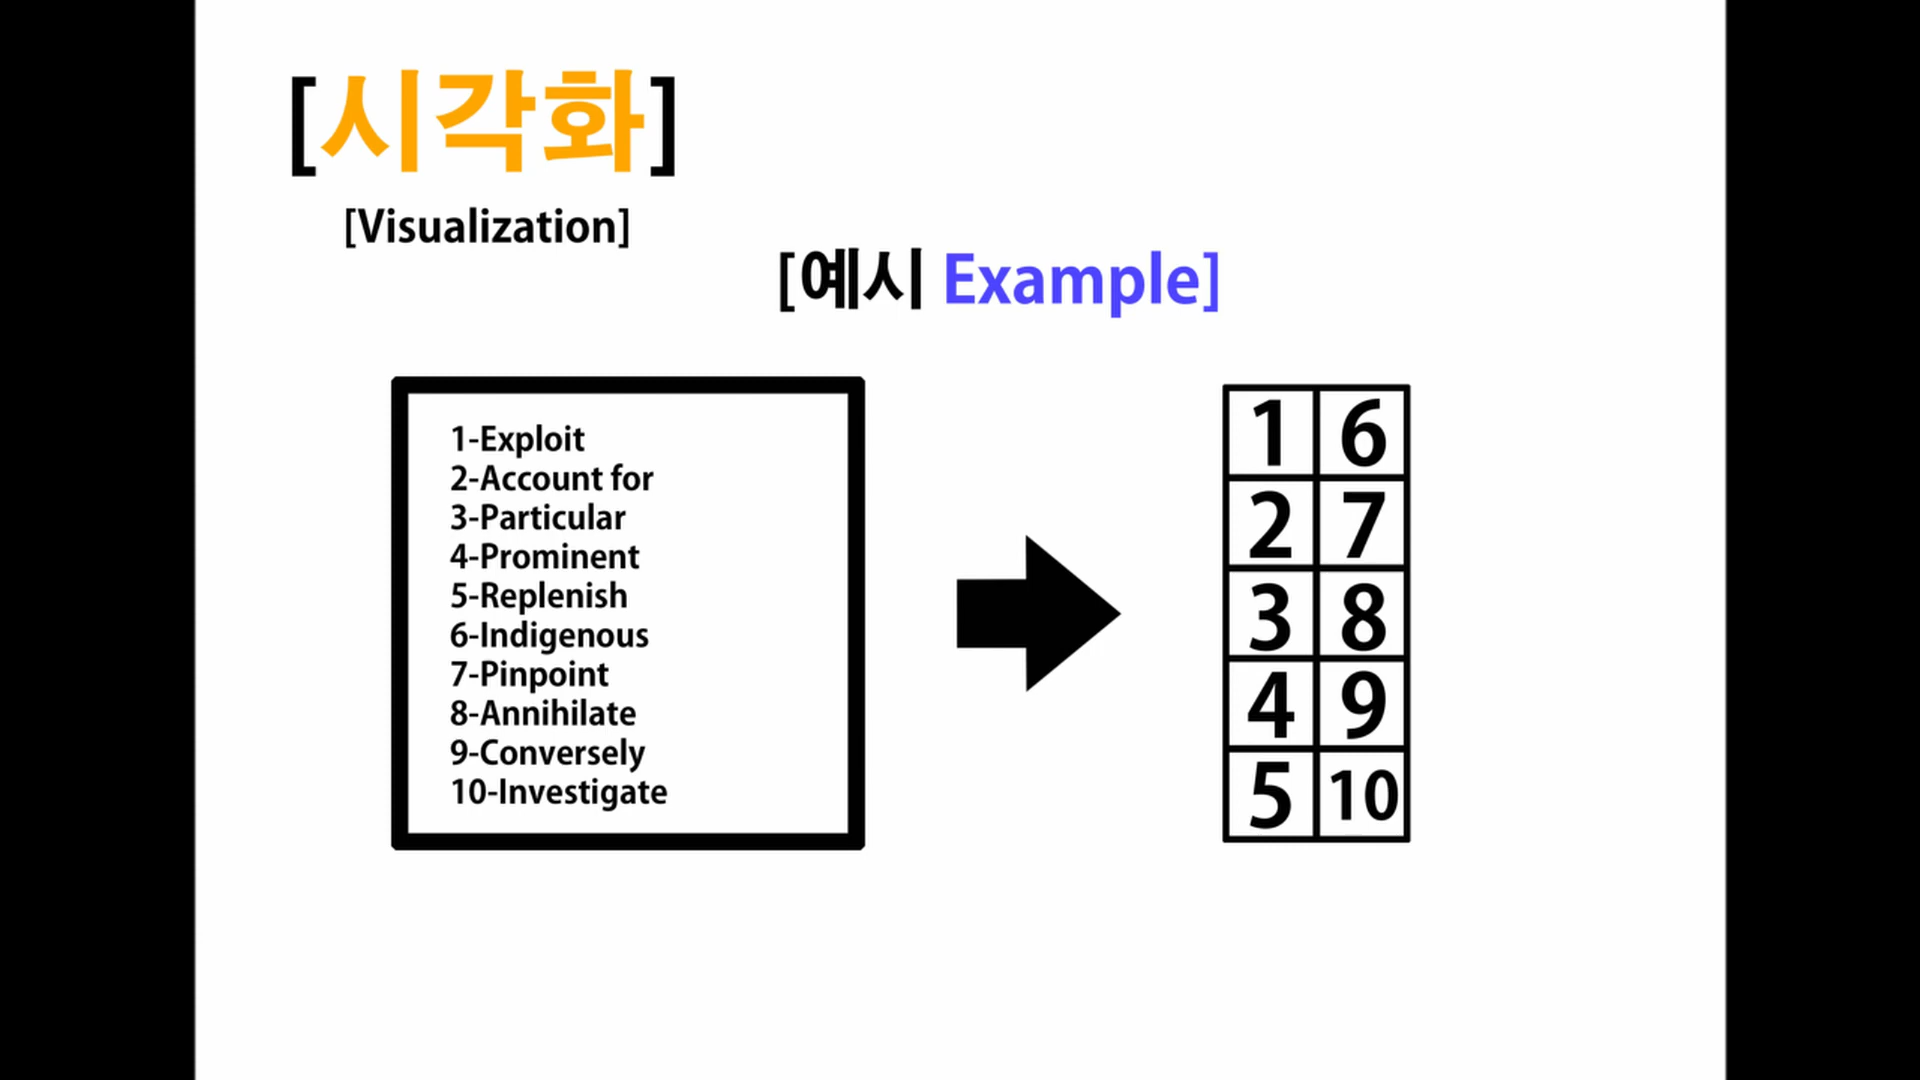 [시각화]
[Visualization]
[예시 Example]
1-Exploit
2-Account for
3-Particular
4-Prominent
5-Replenish
6-Indigenous
7-Pinpoint
8-Annihilate
9-Conversely
10-Investigate
1 6
2 7
3 8
4 9
5 10